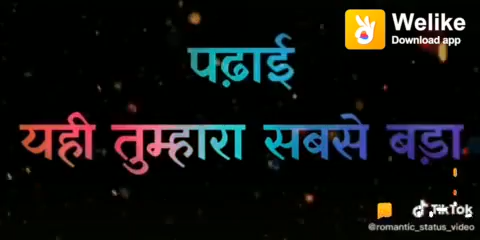 Welike
Download app
पढ़ाई
यही तुम्हारा सबसे बड़ा
TikTok
@romantic_status_video